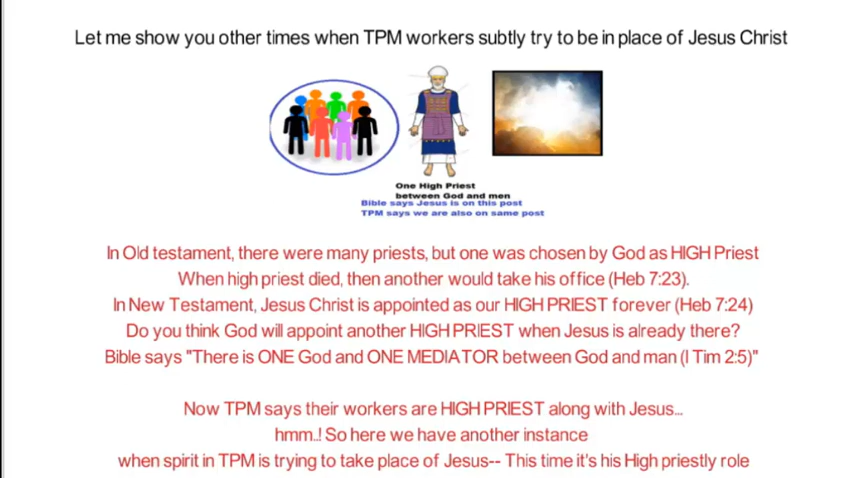 Let me show you other times when TPM workers subtly try to be in place of Jesus Christ
One High Priest
between God and men
Bible says Jesus is on this post
TPM says we are also on same post
In Old testament, there were many priests, but one was chosen by God as HIGH Priest
When high priest died, then another would take his office (Heb 7:23).
In New Testament, Jesus Christ is appointed as our HIGH PRIEST forever (Heb 7:24)
Do you think God will appoint another HIGH PRIEST when Jesus is already there?
Bible says "There is ONE God and ONE MEDIATOR between God and man (I Tim 2:5)"
Now TPM says their workers are HIGH PRIEST along with Jesus...
hmm..! So here we have another instance
when spirit in TPM is trying to take place of Jesus-- This time it's his High priestly role